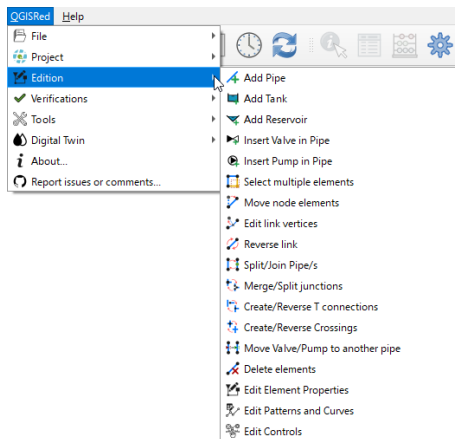 QGISRed Help
File
Project
Edition
Verifications
Tools
Digital Twin
About...
Report issues or comments...
Add Pipe
Add Tank
Add Reservoir
Insert Valve in Pipe
Insert Pump in Pipe
Select multiple elements
Move node elements
Edit link vertices
Reverse link
Split/Join Pipe/s
Merge/Split junctions
Create/Reverse T connections
Create/Reverse Crossings
Move Valve/Pump to another pipe
Delete elements
Edit Element Properties
Edit Patterns and Curves
Edit Controls